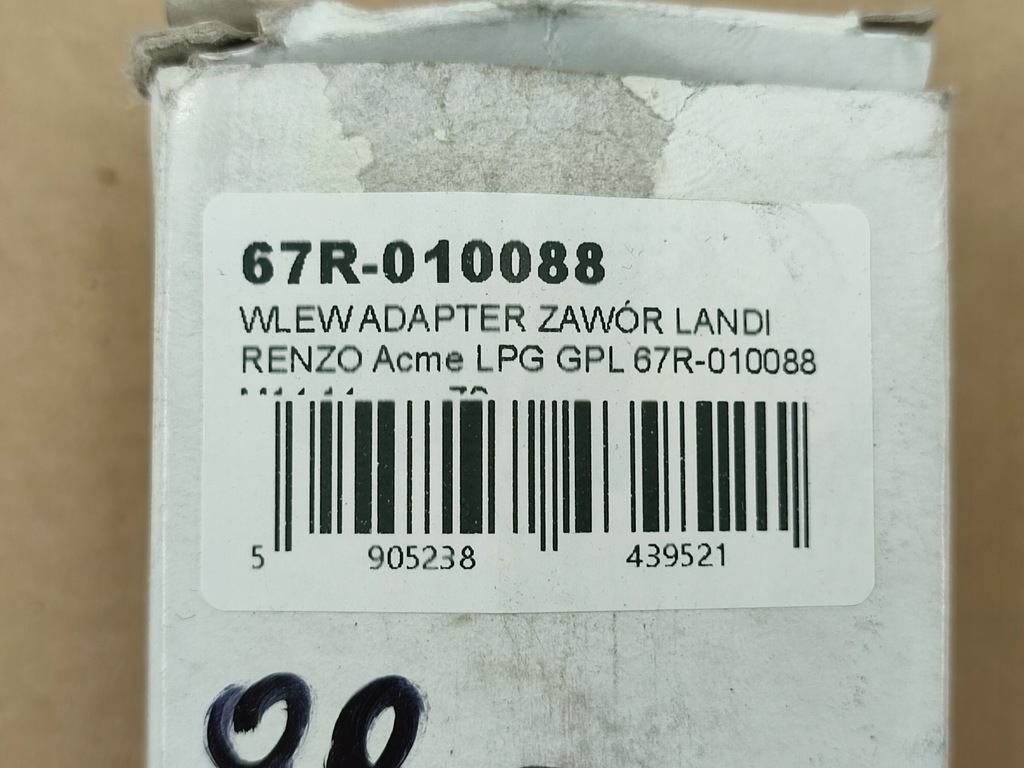 67R-010088
WLEW ADAPTER ZAWÓR LANDI
RENZO Acme LPG GPL 67R-010088
5 905238 439521